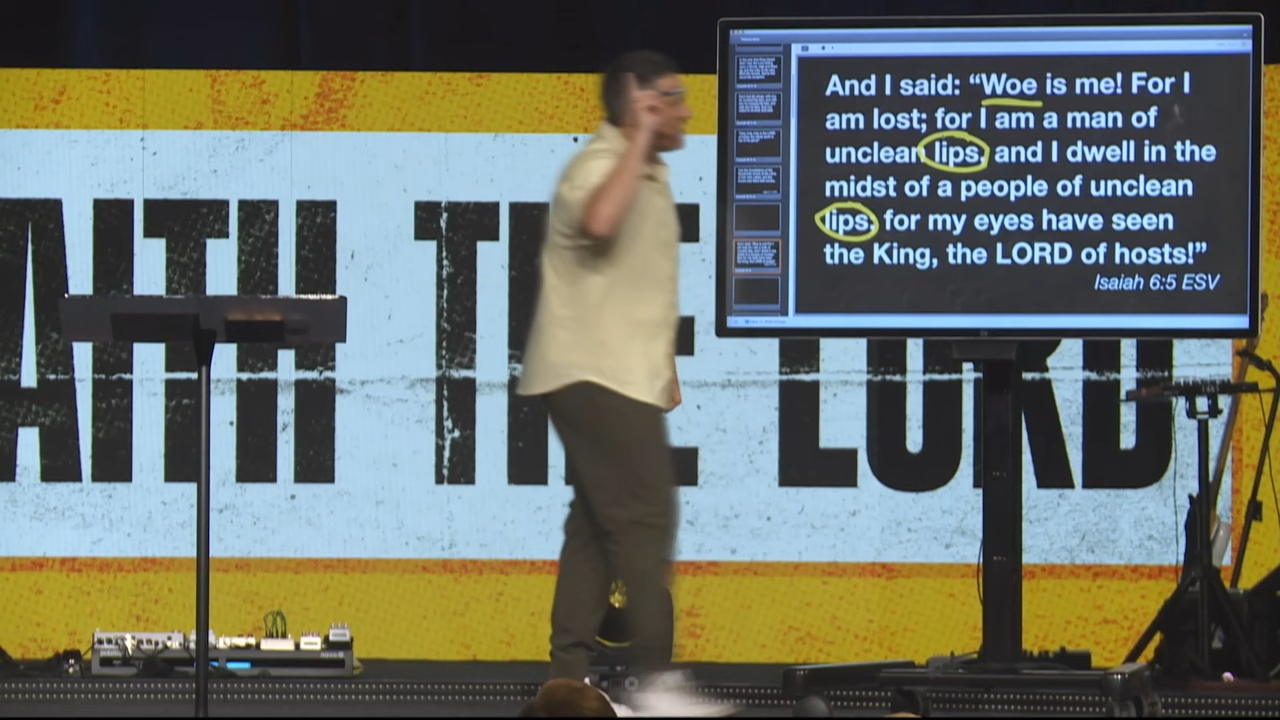 And I said: “Woe is me! For I
am lost; for I am a man of
unclean lips, and I dwell in the
midst of a people of unclean
lips, for my eyes have seen
the King, the LORD of hosts!”
Isaiah 6:5 ESV
AITH THE LORD